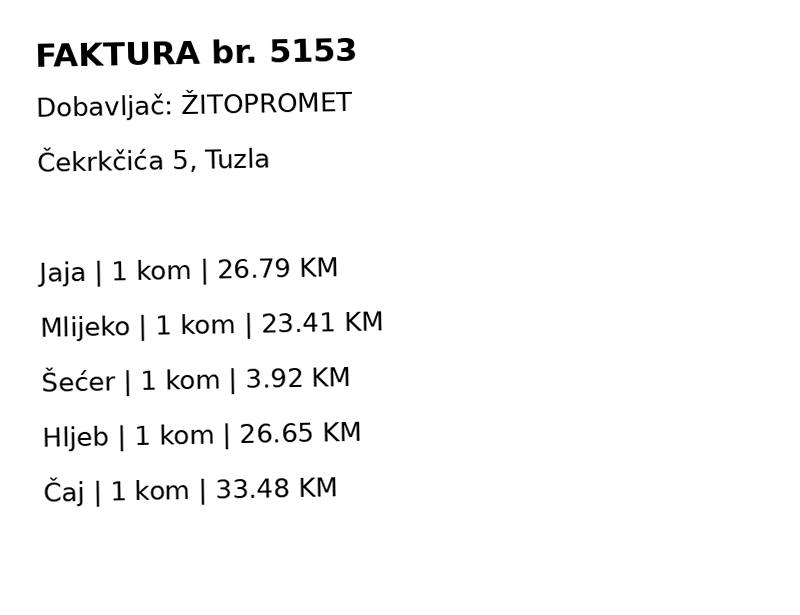 FAKTURA br. 5153
Dobavljač: ŽITOPROMET
Čekrkčića 5, Tuzla
Jaja | 1 kom | 26.79 KM
Mlijeko | 1 kom | 23.41 KM
Šećer | 1 kom | 3.92 KM
Hljeb | 1 kom | 26.65 KM
Čaj | 1 kom | 33.48 KM